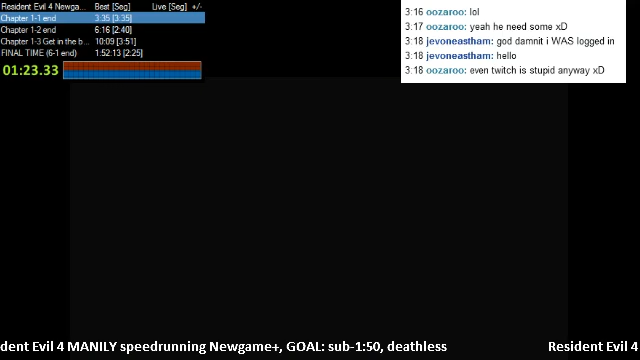 Resident Evil 4 Newga... Best [Seg] Live [Seg] +/-
Chapter 1-1 end 3:35 [3:35]
Chapter 1-2 end 6:16 [2:40]
Chapter 1-3 Get in the b... 10:09 [3:51]
FINAL TIME (6-1 end) 1:52:13 [2:25]
01:23.33
3:16 oozaroo: lol
3:17 oozaroo: yeah he need some xD
3:18 jevoneastham: god damnit i WAS logged in
3:18 jevoneastham: hello
3:18 oozaroo: even twitch is stupid anyway xD
dent Evil 4 MANILY speedrunning Newgame+, GOAL: sub-1:50, deathless Resident Evil 4